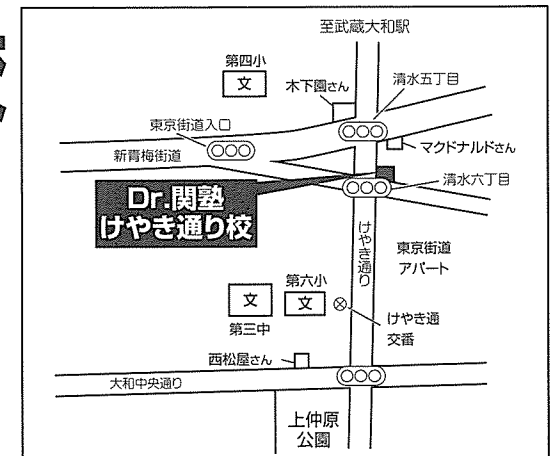 至武蔵大和駅
第四小
文
木下園さん
清水五丁目
東京街道入口
マクドナルドさん
新青梅街道
清水六丁目
Dr.関塾
けやき通り校
けやき通り
東京街道
アパート
第六小
文
文
第三中
けやき通
交番
西松屋さん
大和中央通り
上仲原
公園